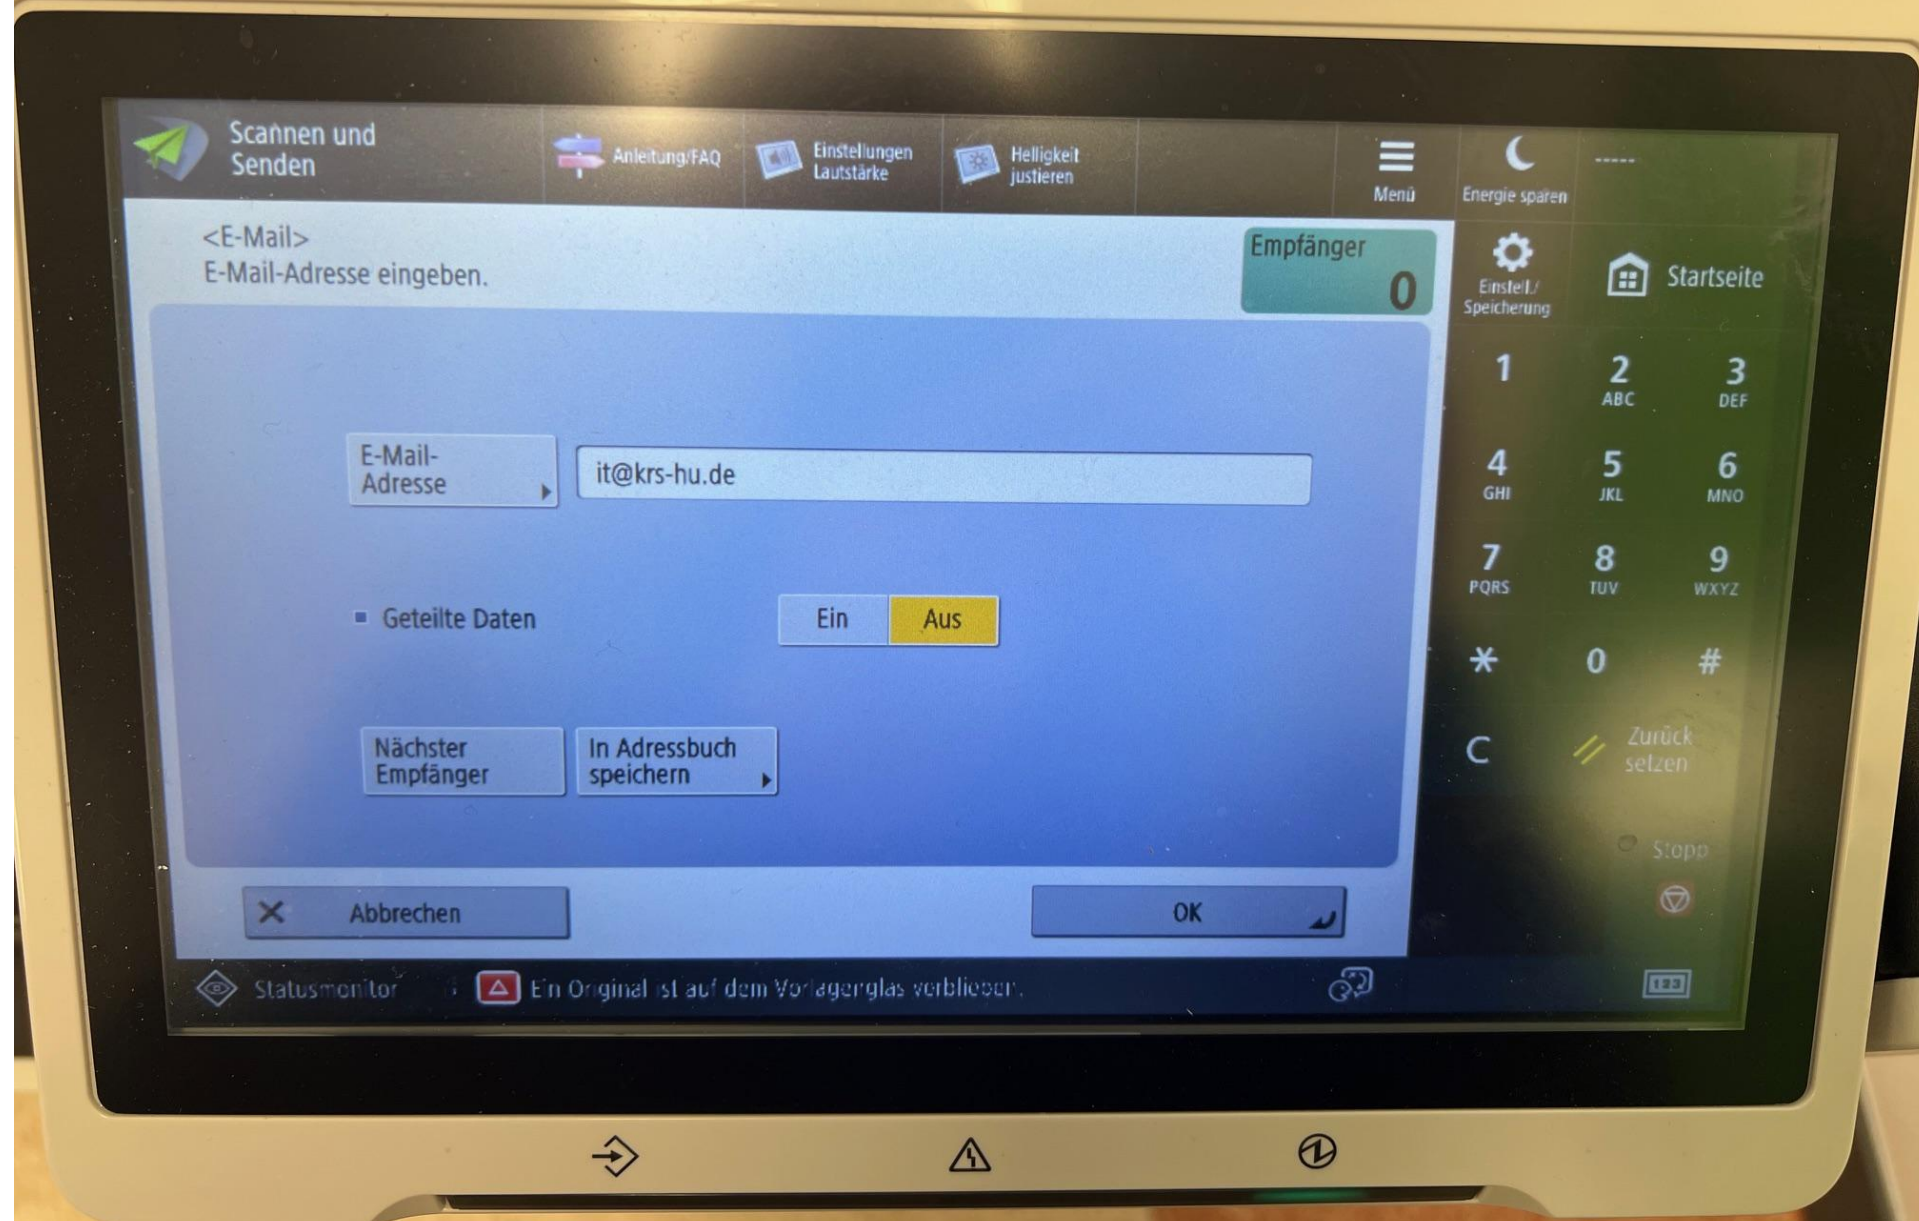 Scannen und
Senden
Anleitung/FAQ
Einstellungen
Lautstärke
Helligkeit
justieren
Menü
Energie sparen
-----
<E-Mail>
E-Mail-Adresse eingeben.
Empfänger
0
Einstell./
Speicherung
Startseite
E-Mail-
Adresse
it@krs-hu.de
Geteilte Daten
Ein
Aus
Nächster
Empfänger
In Adressbuch
speichern
Abbrechen
OK
1
2
ABC
3
DEF
4
GHI
5
JKL
6
MNO
7
PQRS
8
TUV
9
WXYZ
*
0
#
C
Zurück
setzen
Stopp
Statusmonitor
Ein Original ist auf dem Vorlagenglas verblieben.
123